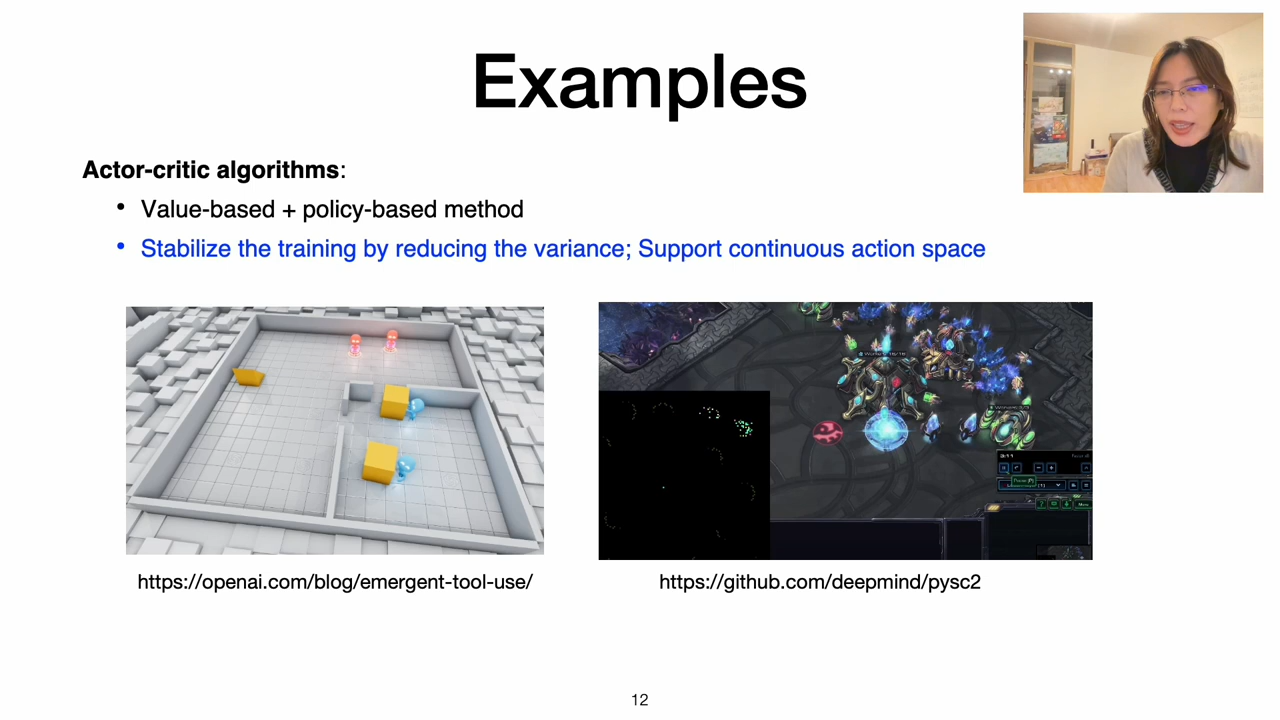 Examples
Actor-critic algorithms:
• Value-based + policy-based method
• Stabilize the training by reducing the variance; Support continuous action space
https://openai.com/blog/emergent-tool-use/
https://github.com/deepmind/pysc2
12